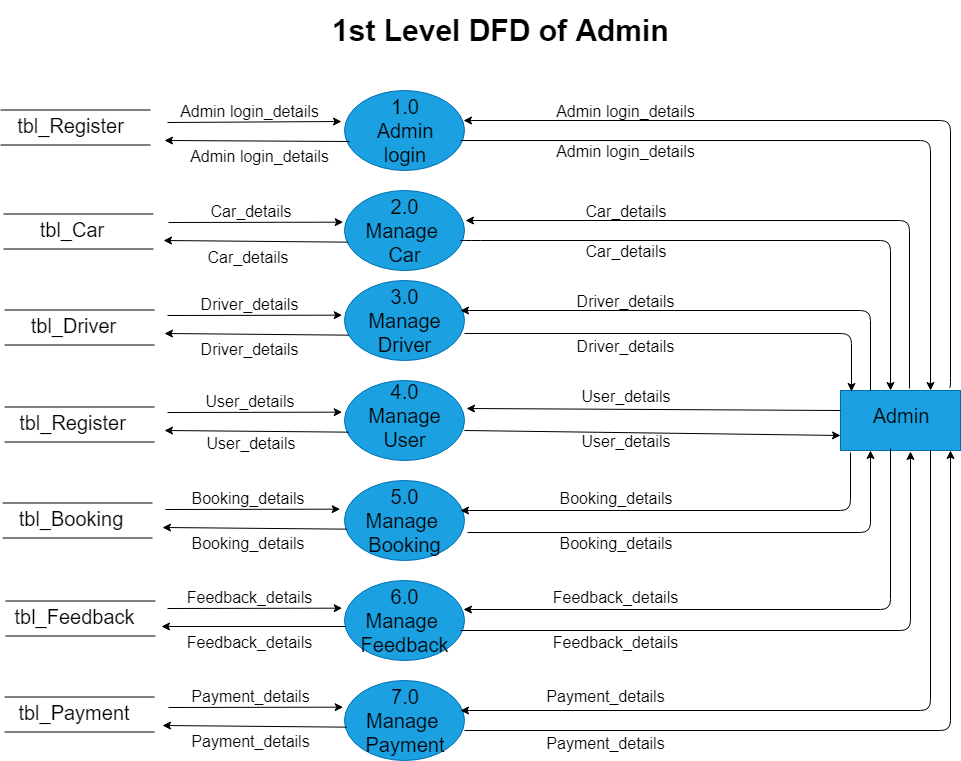 1st Level DFD of Admin
Admin login_details
Admin login_details
tbl_Register
1.0
Admin
login
Admin login_details
Admin login_details
Car_details
Car_details
tbl_Car
2.0
Manage
Car
Car_details
Car_details
Driver_details
Driver_details
tbl_Driver
3.0
Manage
Driver
Driver_details
Driver_details
User_details
User_details
tbl_Register
4.0
Manage
User
Admin
User_details
User_details
Booking_details
Booking_details
tbl_Booking
5.0
Manage
Booking
Booking_details
Booking_details
Feedback_details
Feedback_details
tbl_Feedback
6.0
Manage
Feedback
Feedback_details
Feedback_details
Payment_details
Payment_details
tbl_Payment
7.0
Manage
Payment
Payment_details
Payment_details